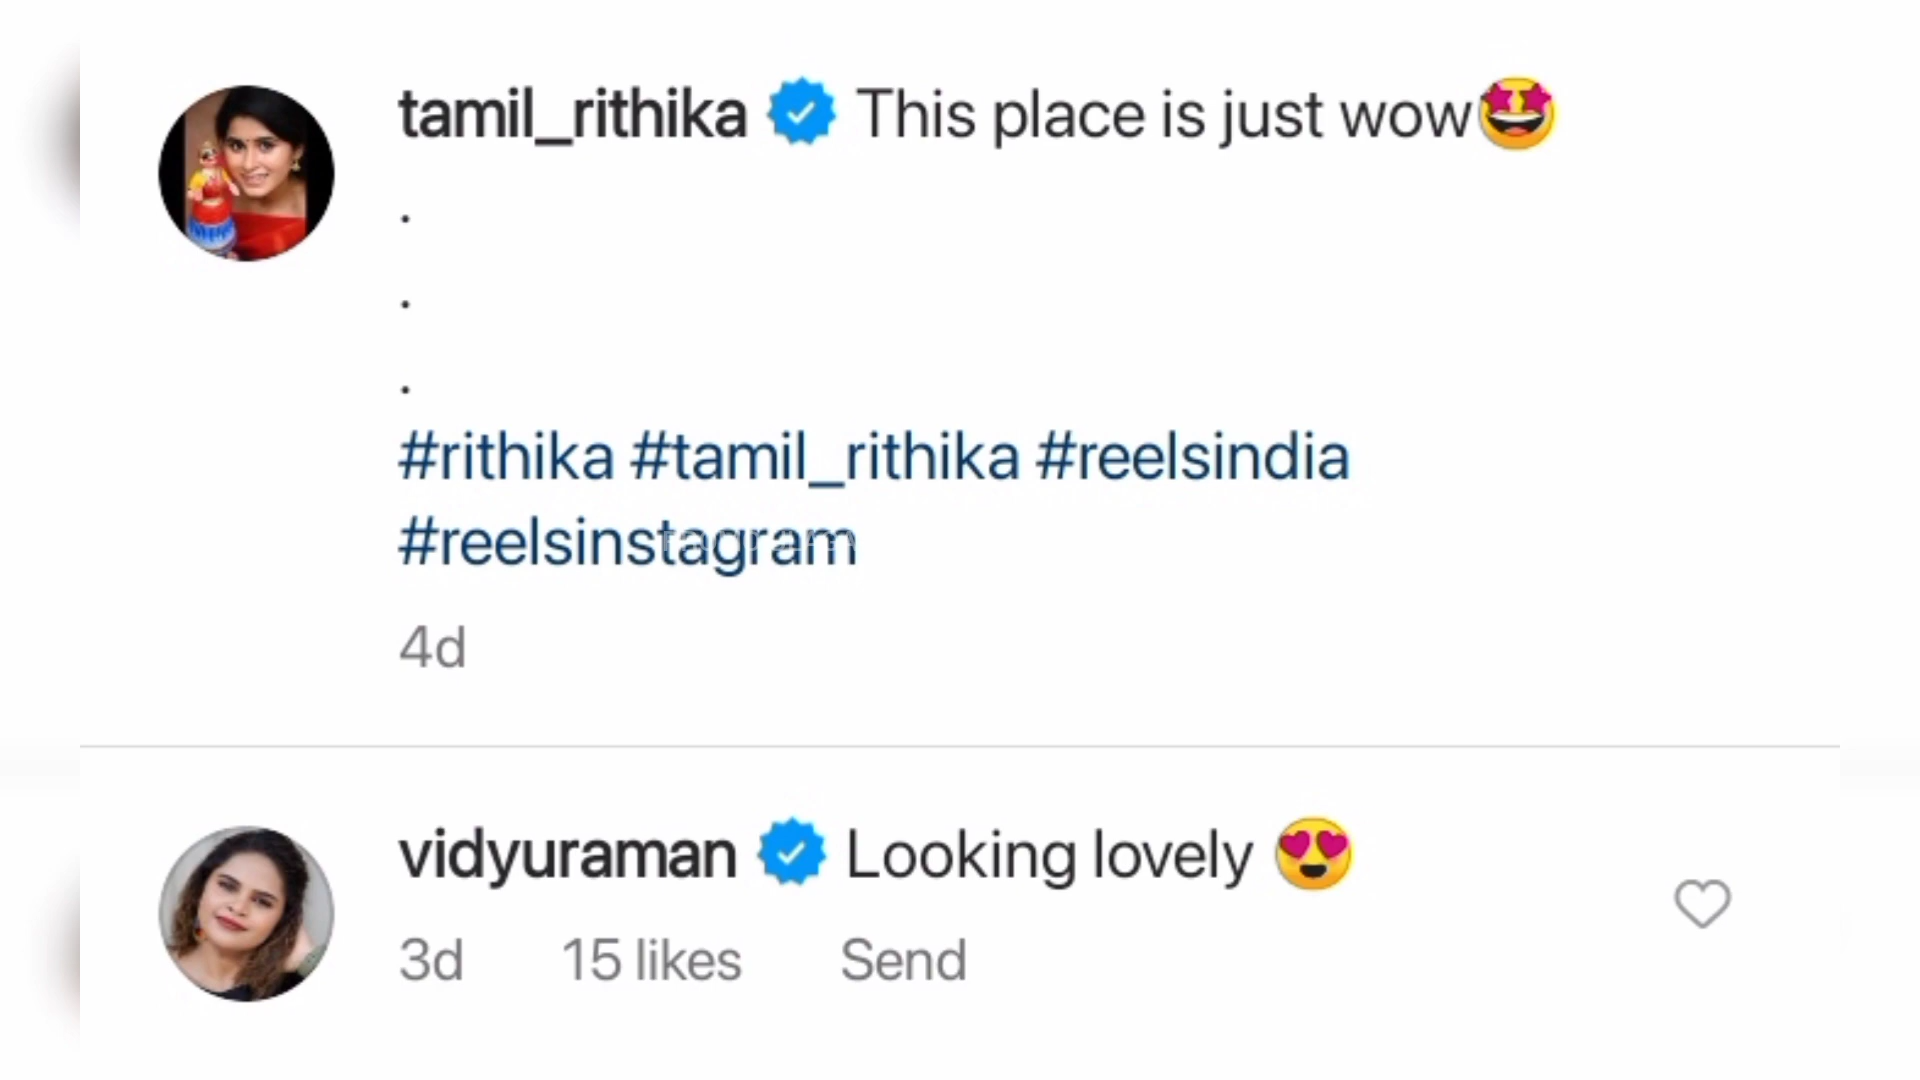 tamil_rithika This place is just wow🤩
.
.
.
#rithika #tamil_rithika #reelsindia
#reelsinstagram
4d
vidyuraman Looking lovely 😍
3d 15 likes Send